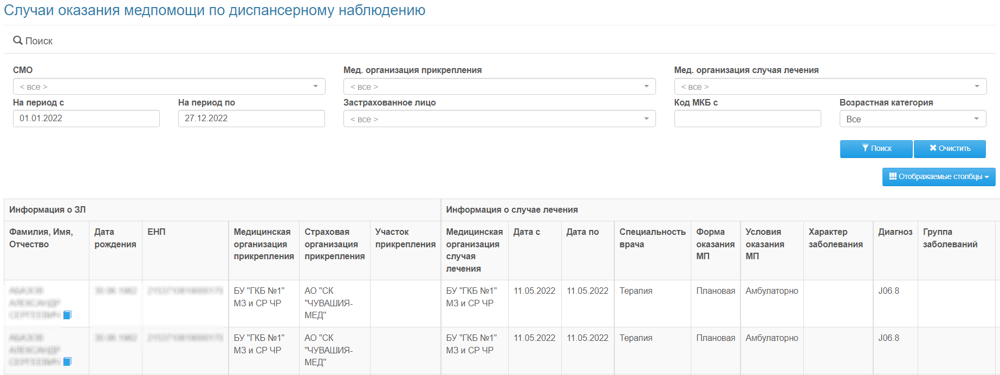 Случаи оказания медпомощи по диспансерному наблюдению
Поиск
СМО
Мед. организация прикрепления
Мед. организация случая лечения
< все >
< все >
< все >
На период с
На период по
Застрахованное лицо
Код МКБ с
Возрастная категория
01.01.2022
27.12.2022
< все >
Все
Поиск
Очистить
Отображаемые столбцы
Информация о ЗЛ
Информация о случае лечения
Фамилия, Имя,
Отчество
Дата
рождения
ЕНП
Медицинская
организация
прикрепления
Страховая
организация
прикрепления
Участок
прикрепления
Медицинская
организация
случая
лечения
Дата с
Дата по
Специальность
врача
Форма
оказания
МП
Условия
оказания
МП
Характер
заболевания
Диагноз
Группа
заболеваний
БУ "ГКБ №1"
МЗ и СР ЧР
АО "СК
"ЧУВАШИЯ-
МЕД"
БУ "ГКБ №1"
МЗ и СР ЧР
11.05.2022
11.05.2022
Терапия
Плановая
Амбулаторно
J06.8
БУ "ГКБ №1"
МЗ и СР ЧР
АО "СК
"ЧУВАШИЯ-
МЕД"
БУ "ГКБ №1"
МЗ и СР ЧР
11.05.2022
11.05.2022
Терапия
Плановая
Амбулаторно
J06.8